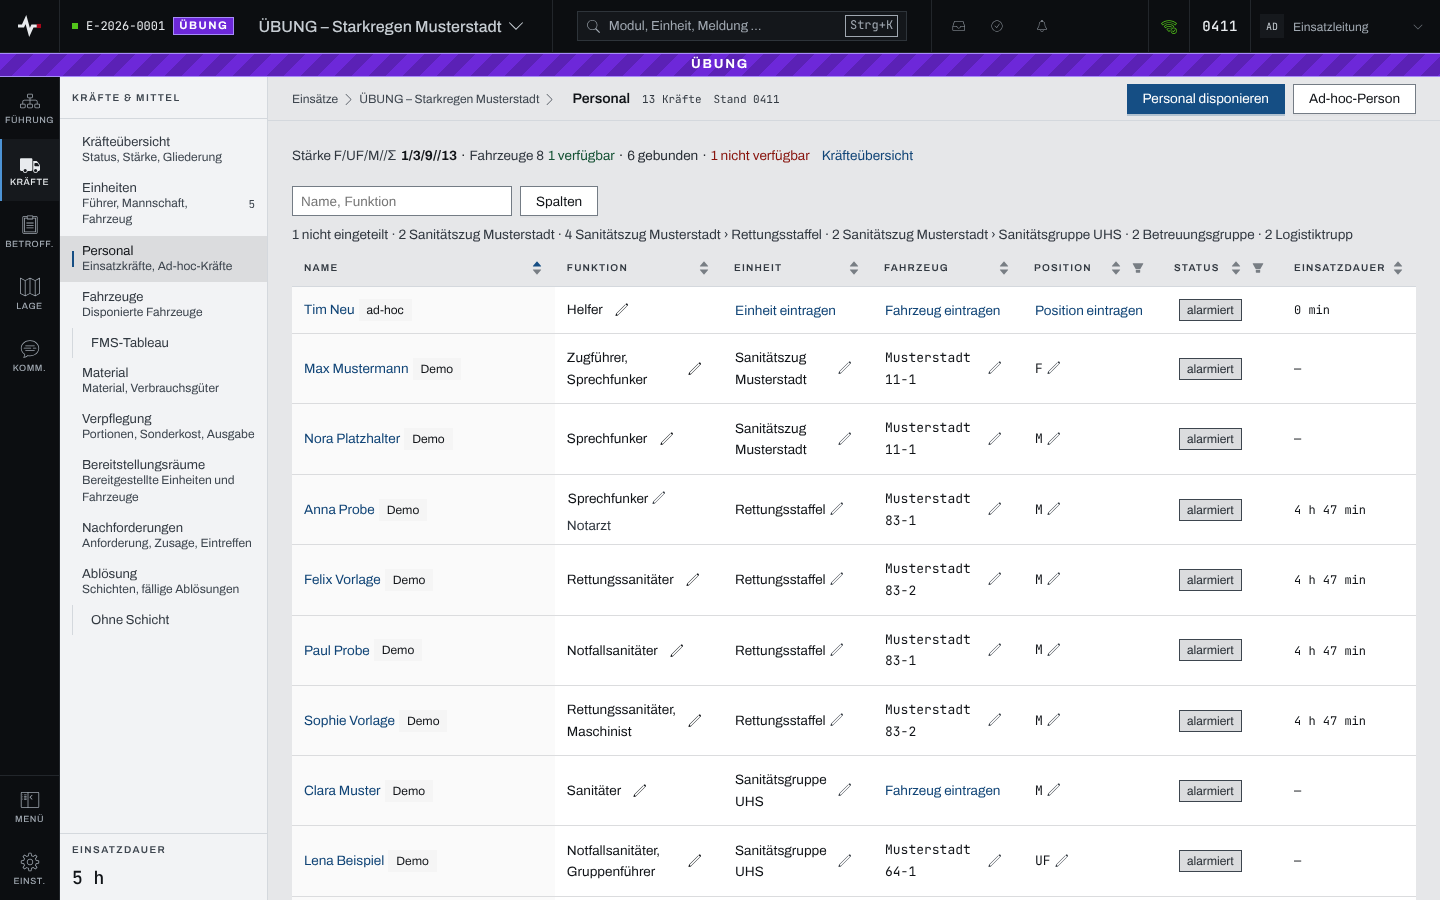 E-2026-0001 ÜBUNG ÜBUNG – Starkregen Musterstadt Modul, Einheit, Meldung ... Strg+K 0411 AD Einsatzleitung
ÜBUNG
FÜHRUNG
KRÄFTE
BETROFF.
LAGE
KOMM.
MENÜ
EINST.
KRÄFTE & MITTEL
Kräfteübersicht
Status, Stärke, Gliederung
Einheiten
Führer, Mannschaft,
Fahrzeug
5
Personal
Einsatzkräfte, Ad-hoc-Kräfte
Fahrzeuge
Disponierte Fahrzeuge
FMS-Tableau
Material
Material, Verbrauchsgüter
Verpflegung
Portionen, Sonderkost, Ausgabe
Bereitstellungsräume
Bereitgestellte Einheiten und
Fahrzeuge
Nachforderungen
Anforderung, Zusage, Eintreffen
Ablösung
Schichten, fällige Ablösungen
Ohne Schicht
EINSATZDAUER
5 h
Einsätze ÜBUNG – Starkregen Musterstadt Personal 13 Kräfte Stand 0411 Personal disponieren Ad-hoc-Person
Stärke F/UF/M//Σ 1/3/9//13 · Fahrzeuge 8 1 verfügbar · 6 gebunden · 1 nicht verfügbar Kräfteübersicht
Name, Funktion Spalten
1 nicht eingeteilt · 2 Sanitätszug Musterstadt · 4 Sanitätszug Musterstadt › Rettungsstaffel · 2 Sanitätszug Musterstadt › Sanitätsgruppe UHS · 2 Betreuungsgruppe · 2 Logistiktrupp
NAME FUNKTION EINHEIT FAHRZEUG POSITION STATUS EINSATZDAUER
Tim Neu ad-hoc Helfer Einheit eintragen Fahrzeug eintragen Position eintragen alarmiert 0 min
Max Mustermann Demo Zugführer, Sanitätszug Musterstadt F alarmiert –
Sprechfunker Musterstadt 11-1
Nora Platzhalter Demo Sprechfunker Sanitätszug Musterstadt M alarmiert –
Musterstadt 11-1
Anna Probe Demo Sprechfunker Rettungsstaffel Musterstadt M alarmiert 4 h 47 min
Notarzt 83-1
Felix Vorlage Demo Rettungssanitäter Rettungsstaffel Musterstadt M alarmiert 4 h 47 min
83-2
Paul Probe Demo Notfallsanitäter Rettungsstaffel Musterstadt M alarmiert 4 h 47 min
83-1
Sophie Vorlage Demo Rettungssanitäter, Rettungsstaffel Musterstadt M alarmiert 4 h 47 min
Maschinist 83-2
Clara Muster Demo Sanitäter Sanitätsgruppe Fahrzeug eintragen M alarmiert –
UHS
Lena Beispiel Demo Notfallsanitäter, Sanitätsgruppe Musterstadt UF alarmiert –
Gruppenführer UHS 64-1